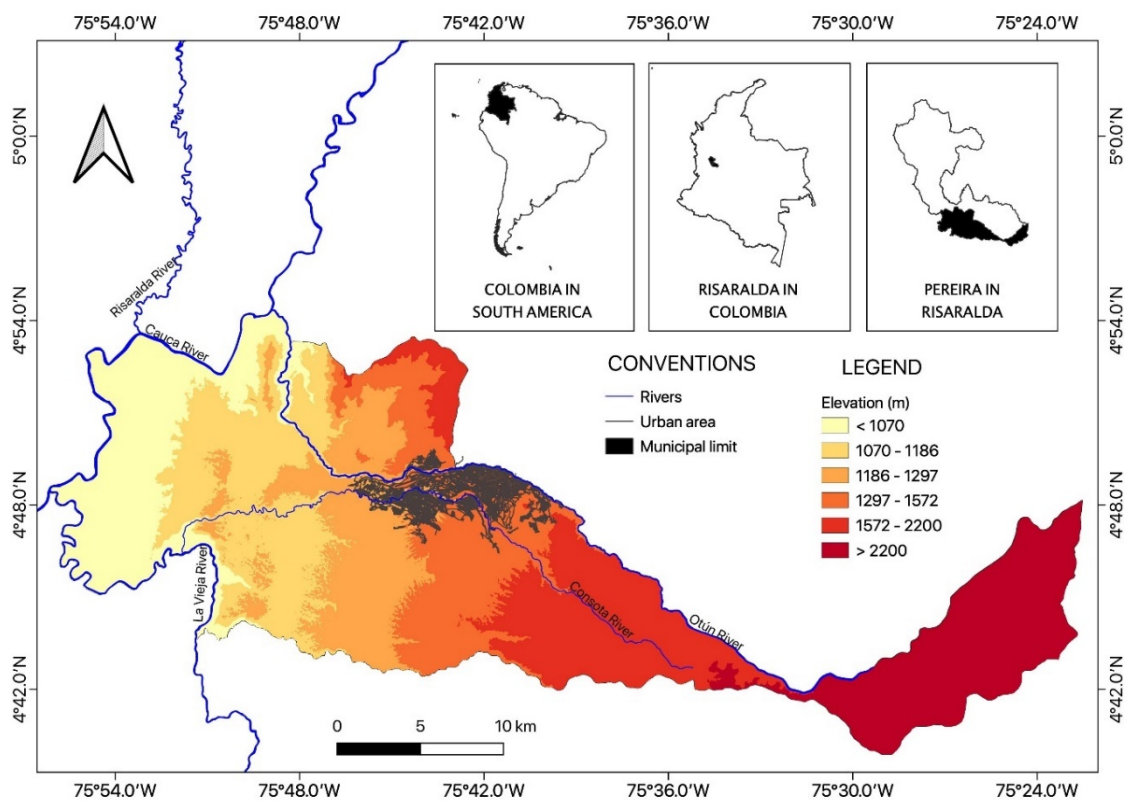 75°54.0'W 75°48.0'W 75°42.0'W 75°36.0'W 75°30.0'W 75°24.0'W
5°0.0'N
5°0.0'N
COLOMBIA IN
SOUTH AMERICA
RISARALDA IN
COLOMBIA
PEREIRA IN
RISARALDA
Risaralda River
4°54.0'N
4°54.0'N
Cauca River
CONVENTIONS
Rivers
Urban area
Municipal limit
LEGEND
Elevation (m)
< 1070
1070 - 1186
1186 - 1297
1297 - 1572
1572 - 2200
> 2200
4°48.0'N
4°48.0'N
La Vieja River
Consota River
Otún River
4°42.0'N
4°42.0'N
0 5 10 km
75°54.0'W 75°48.0'W 75°42.0'W 75°36.0'W 75°30.0'W 75°24.0'W